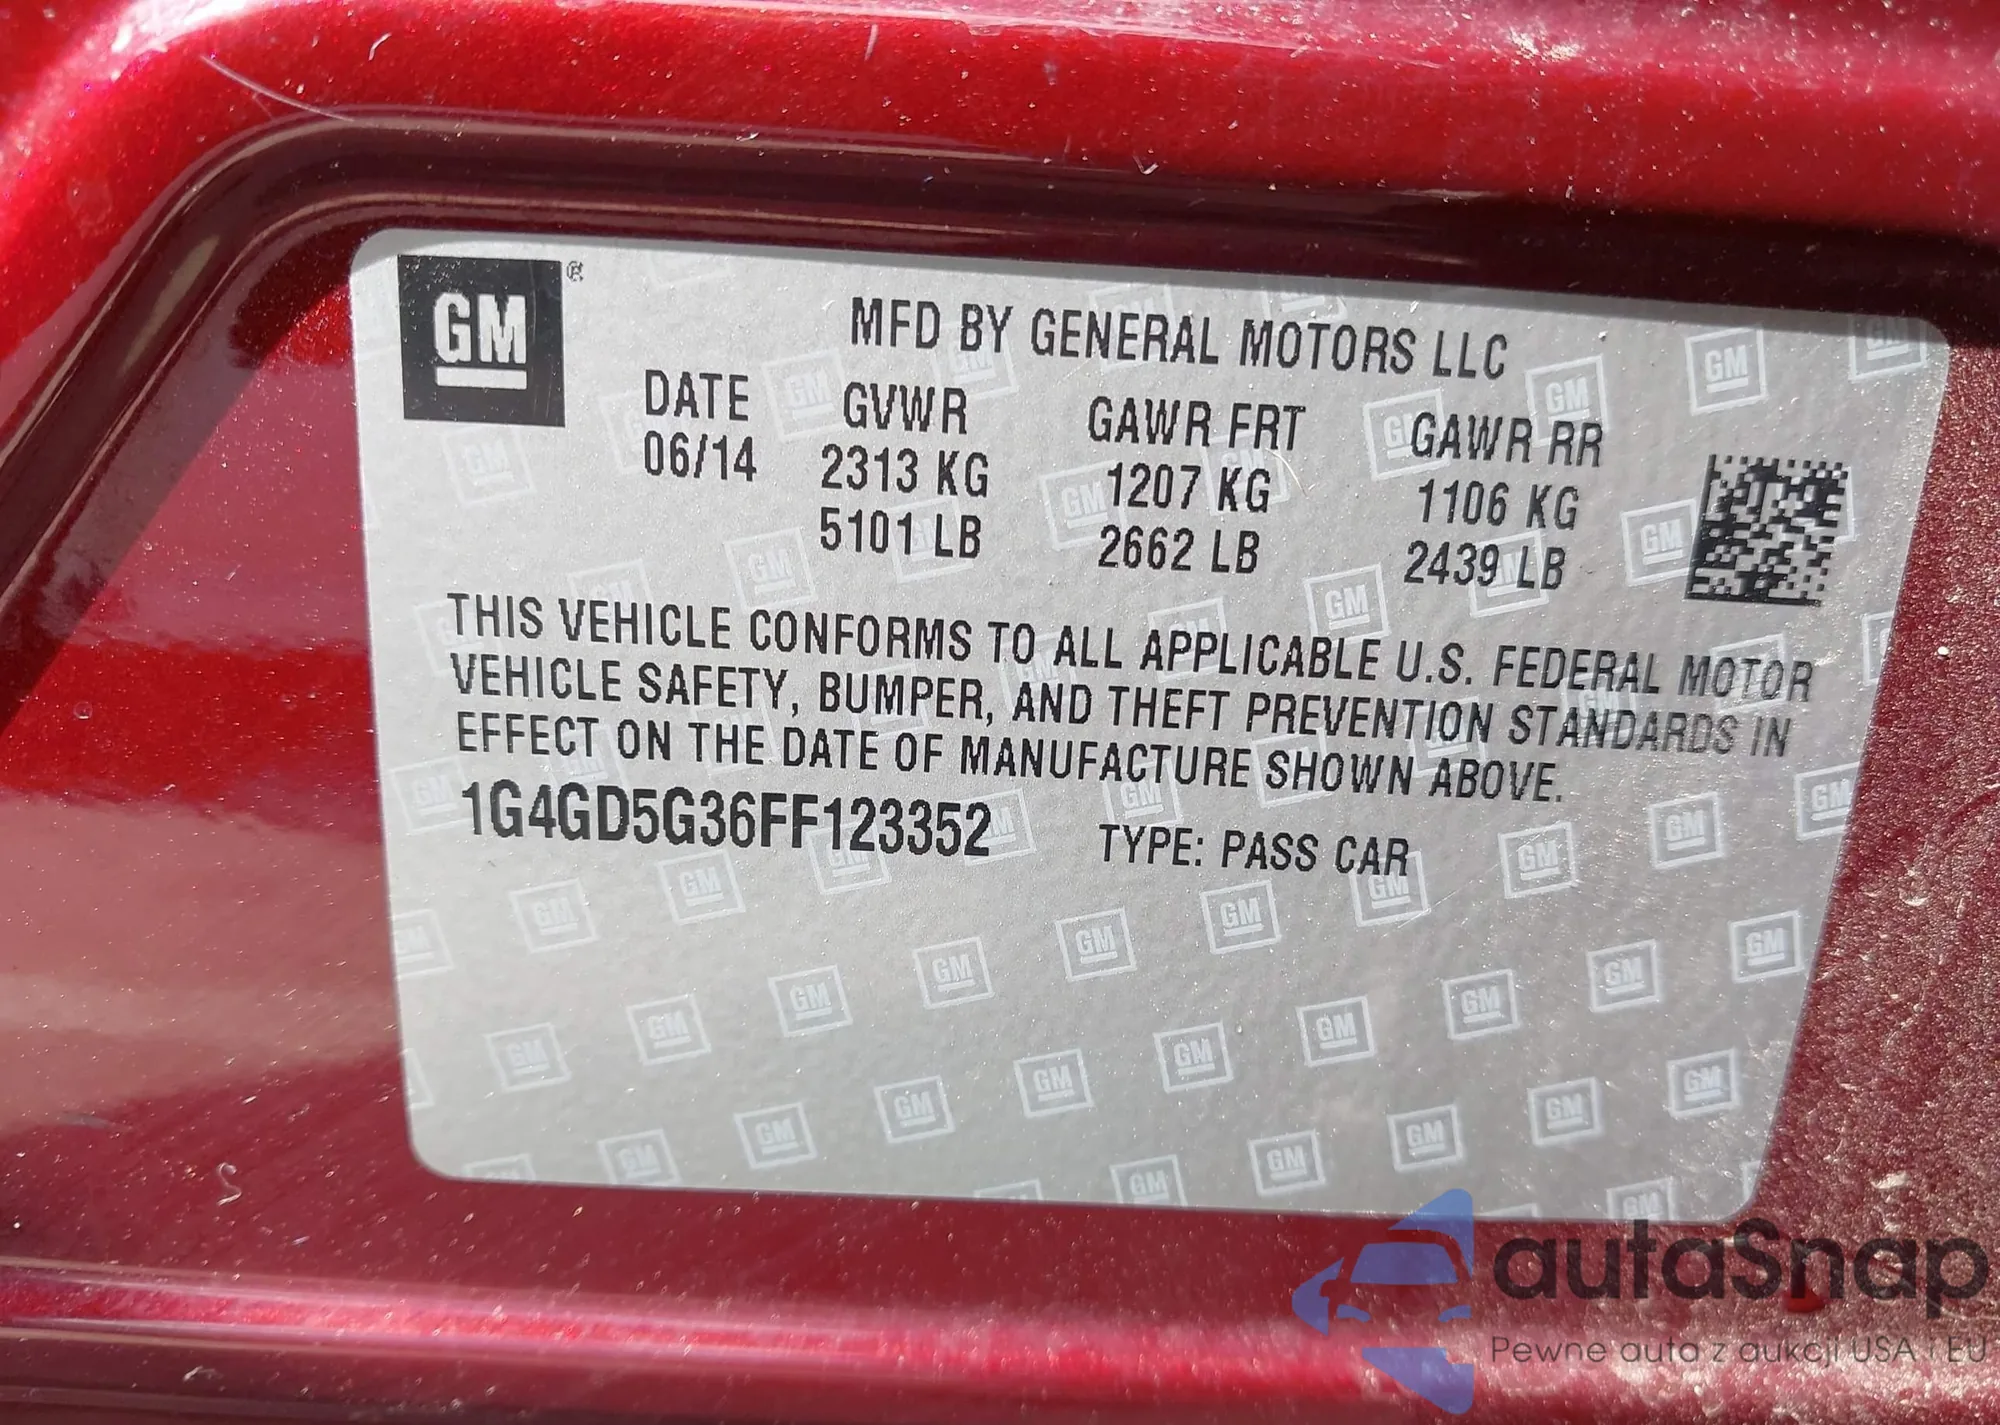 GM ®
MFD BY GENERAL MOTORS LLC
DATE GVWR GAWR FRT GAWR RR
06/14 2313 KG 1207 KG 1106 KG
5101 LB 2662 LB 2439 LB
THIS VEHICLE CONFORMS TO ALL APPLICABLE U.S. FEDERAL MOTOR
VEHICLE SAFETY, BUMPER, AND THEFT PREVENTION STANDARDS IN
EFFECT ON THE DATE OF MANUFACTURE SHOWN ABOVE.
1G4GD5G36FF123352 TYPE: PASS CAR
autaSnap
Pewne auta z aukcji USA i EU